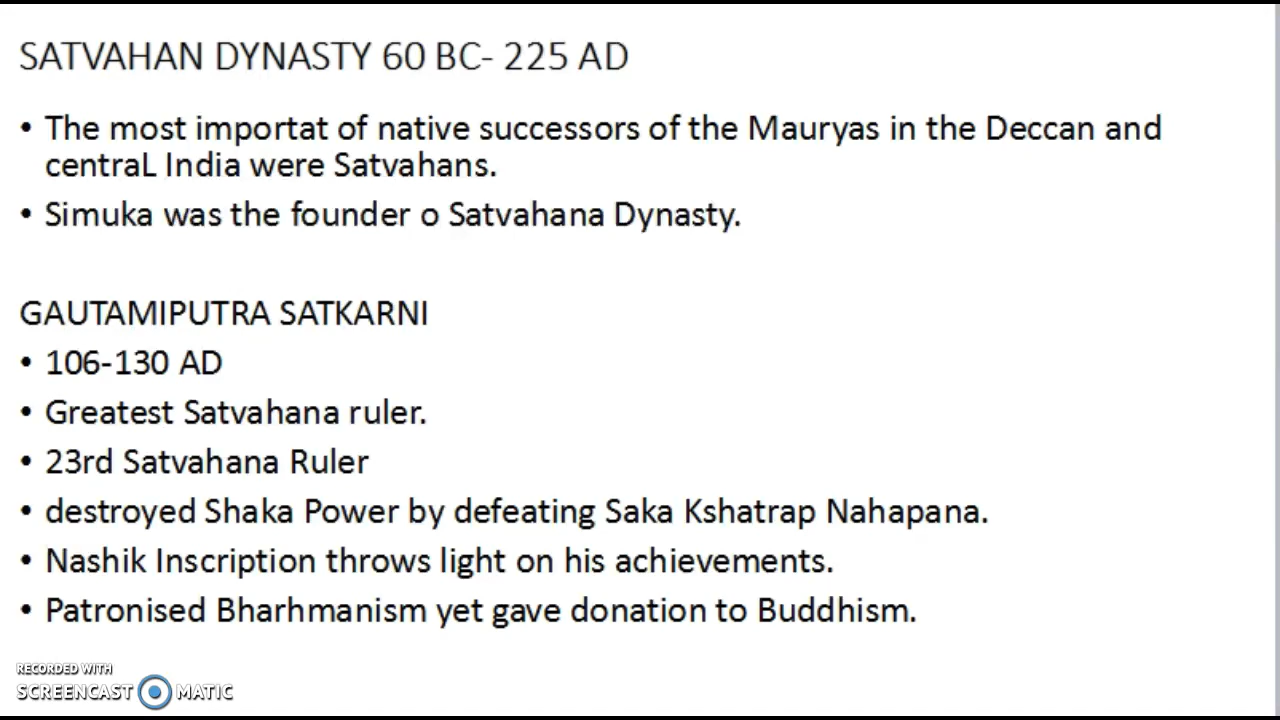 SATVAHAN DYNASTY 60 BC- 225 AD
• The most importat of native successors of the Mauryas in the Deccan and
centraL India were Satvahans.
• Simuka was the founder o Satvahana Dynasty.
GAUTAMIPUTRA SATKARNI
• 106-130 AD
• Greatest Satvahana ruler.
• 23rd Satvahana Ruler
• destroyed Shaka Power by defeating Saka Kshatrap Nahapana.
• Nashik Inscription throws light on his achievements.
• Patronised Bharhmanism yet gave donation to Buddhism.
RECORDED WITH
SCREENCAST MATIC